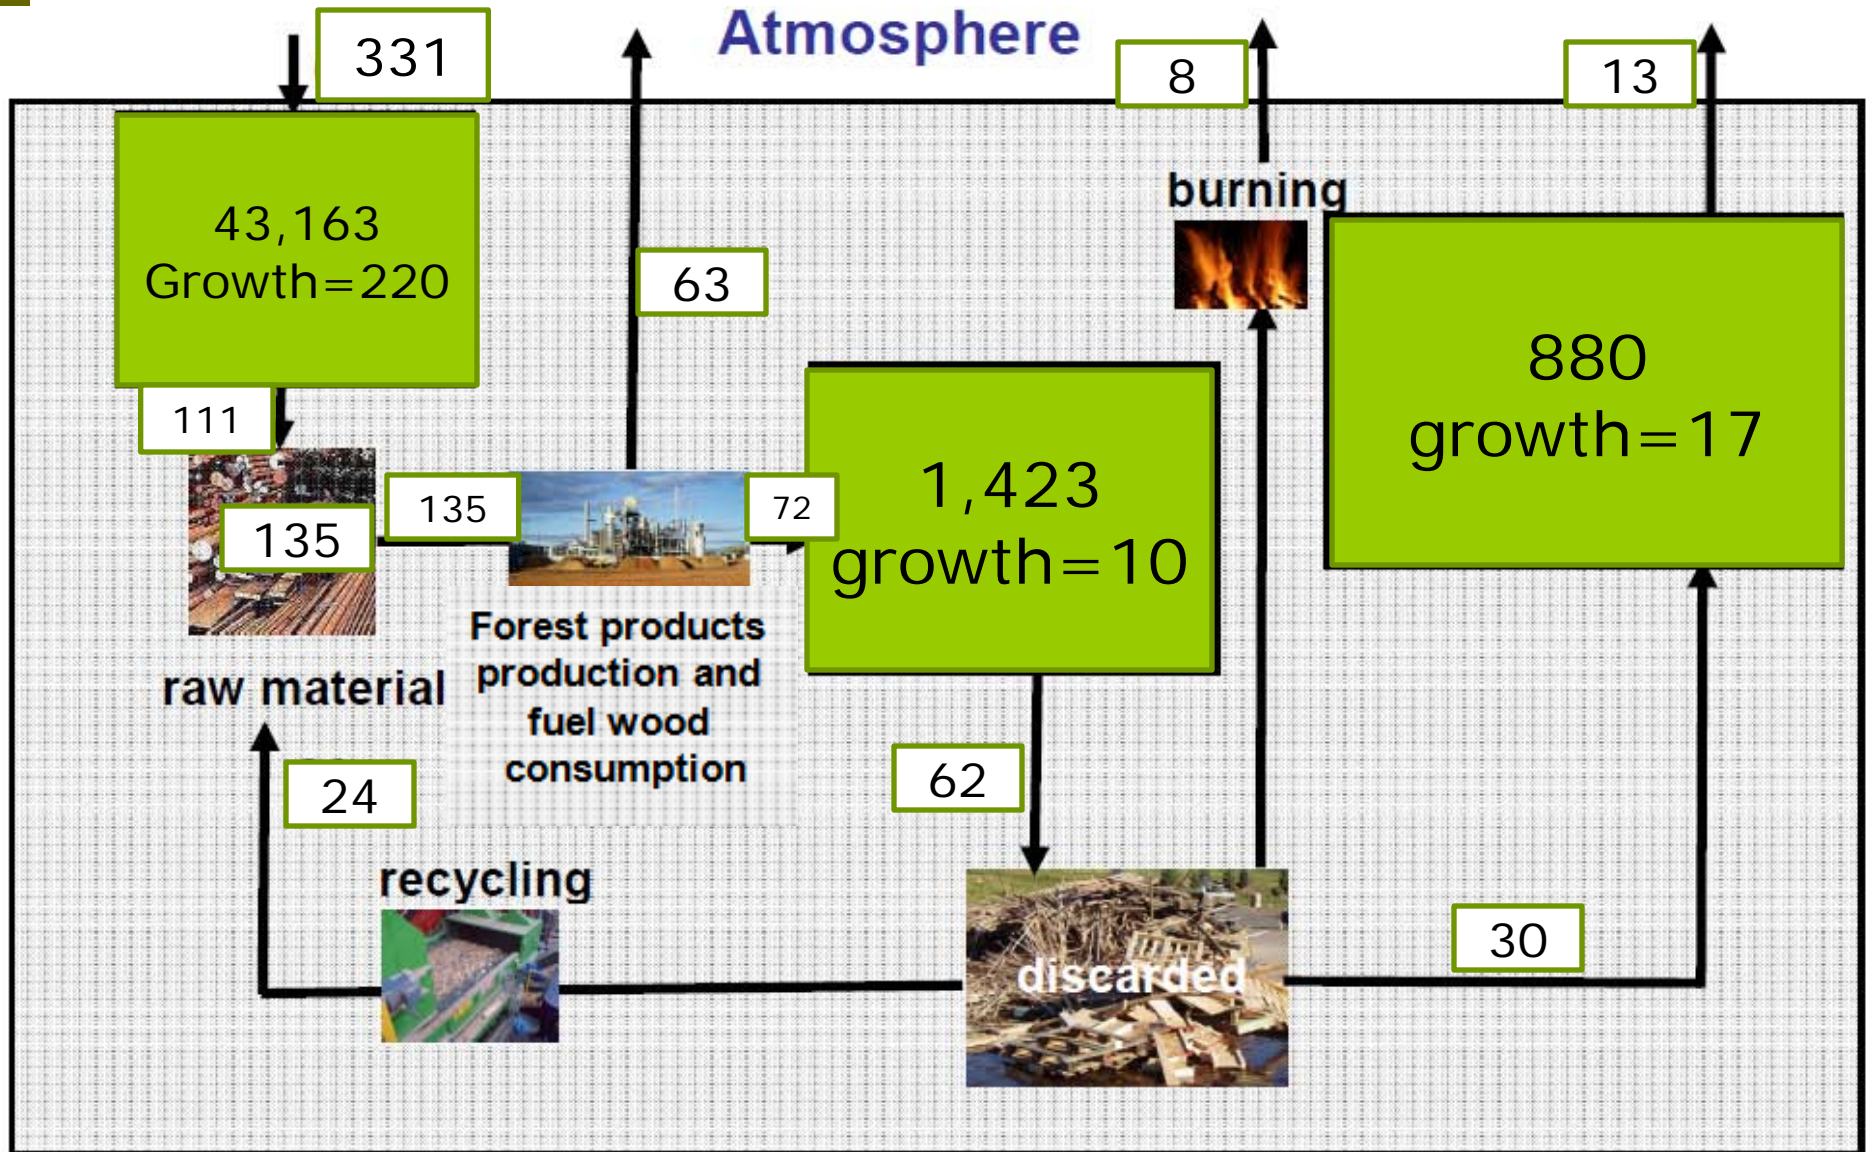 Atmosphere
331
8
13
43,163
Growth=220
burning
63
880
growth=17
111
135
135
72
1,423
growth=10
Forest products
production and
fuel wood
consumption
raw material
24
62
recycling
discarded
30